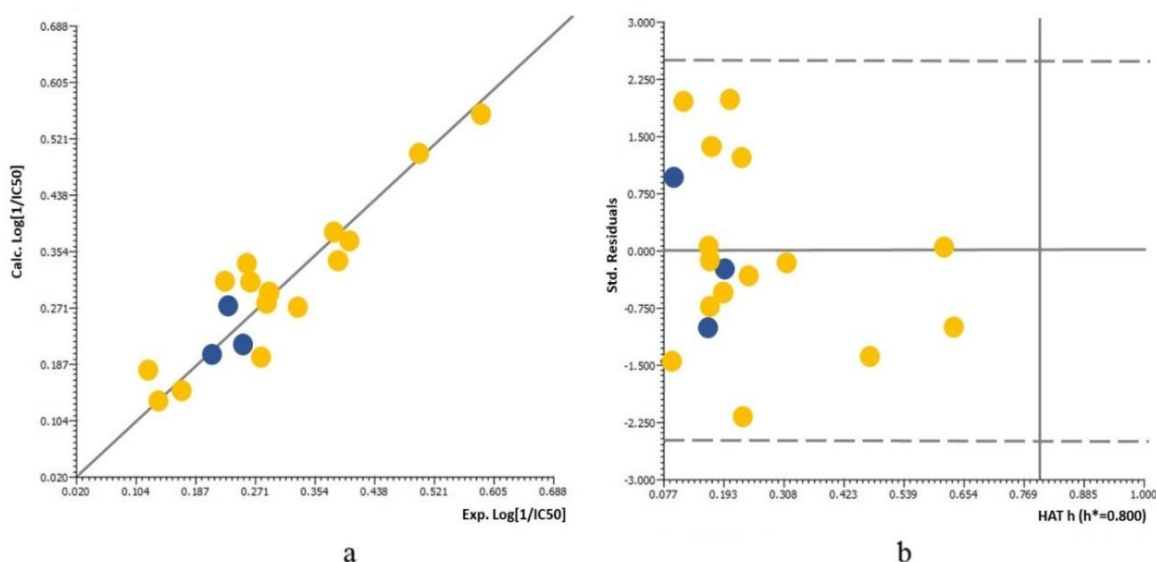 0.688
0.605
0.521
0.438
0.354
0.271
0.187
0.104
0.020
Calc. Log[1/IC50]
0.020 0.104 0.187 0.271 0.354 0.438 0.521 0.605 0.688
Exp. Log[1/IC50]
a
3.000
2.250
1.500
0.750
0.000
-0.750
-1.500
-2.250
-3.000
Std. Residuals
0.077 0.193 0.308 0.423 0.539 0.654 0.769 0.885 1.000
HAT h (h*=0.800)
b